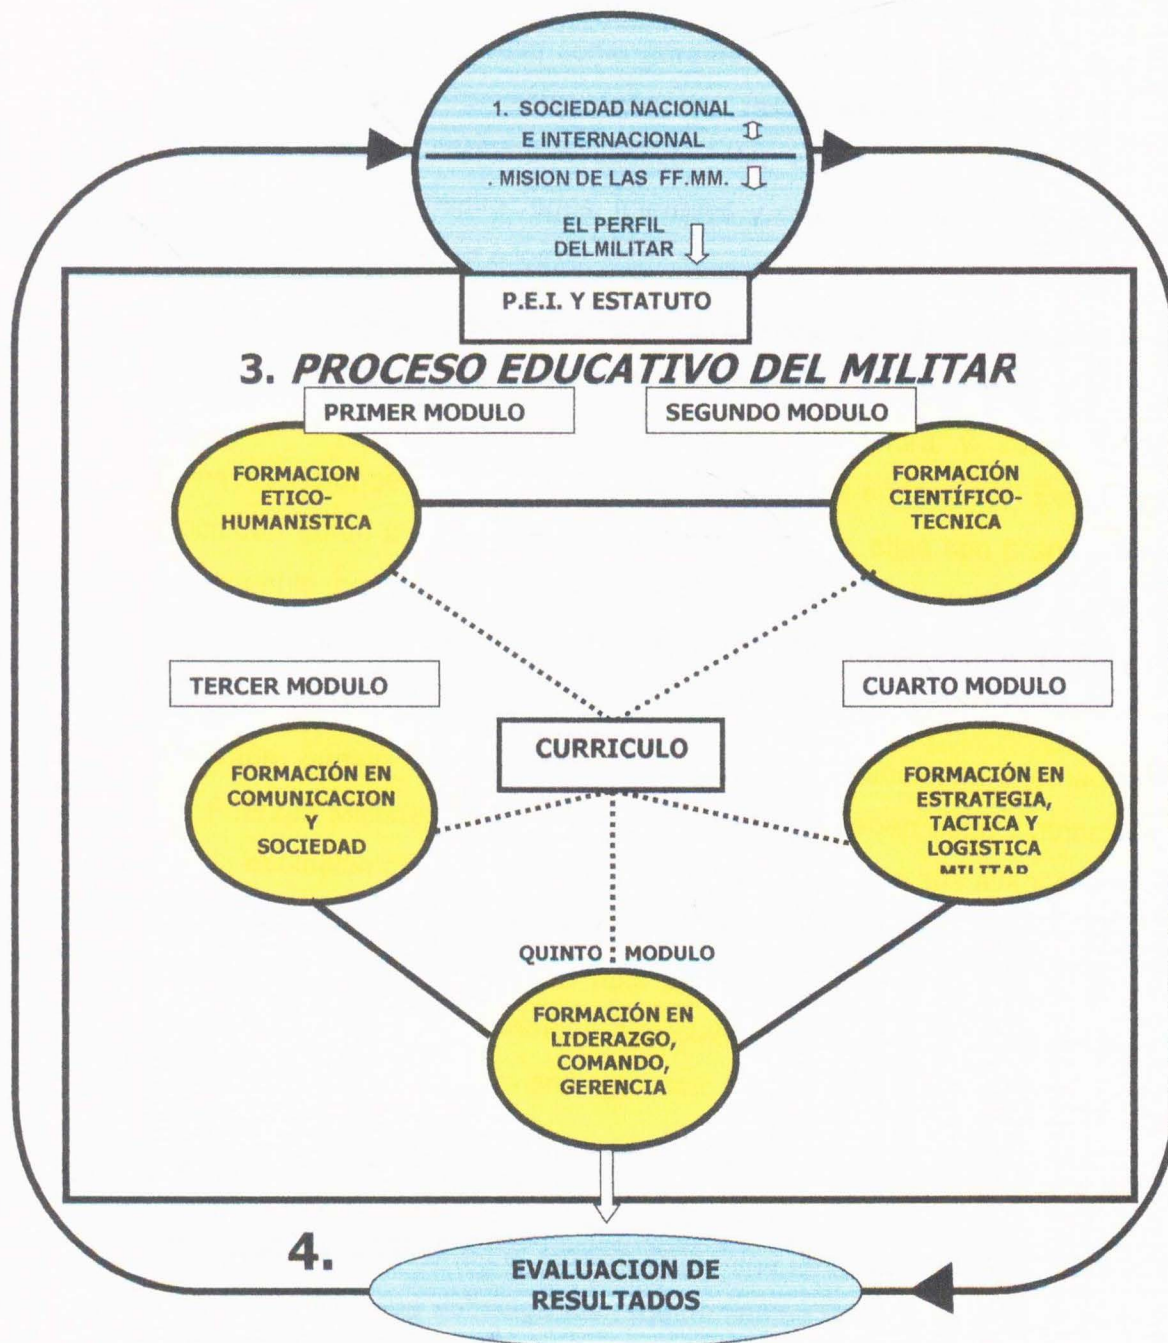 1. SOCIEDAD NACIONAL
E INTERNACIONAL
. MISION DE LAS FF.MM.
EL PERFIL
DELMILITAR
P.E.I. Y ESTATUTO
3. PROCESO EDUCATIVO DEL MILITAR
PRIMER MODULO
SEGUNDO MODULO
FORMACION
ETICO-
HUMANISTICA
FORMACIÓN
CIENTÍFICO-
TECNICA
TERCER MODULO
CUARTO MODULO
CURRICULO
FORMACIÓN EN
COMUNICACION
Y
SOCIEDAD
FORMACIÓN EN
ESTRATEGIA,
TACTICA Y
LOGISTICA
MILITAR
QUINTO MODULO
FORMACIÓN EN
LIDERAZGO,
COMANDO,
GERENCIA
4.
EVALUACION DE
RESULTADOS